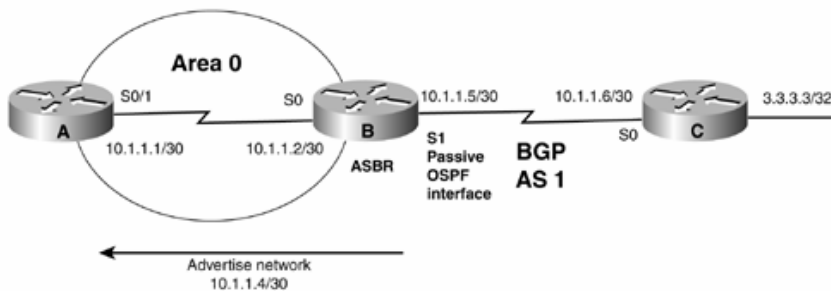 Area 0
S0/1
S0
10.1.1.5/30
10.1.1.6/30
3.3.3.3/32
A
B
C
10.1.1.1/30
10.1.1.2/30
ASBR
S1
Passive
OSPF
interface
BGP
AS 1
S0
Advertise network
10.1.1.4/30